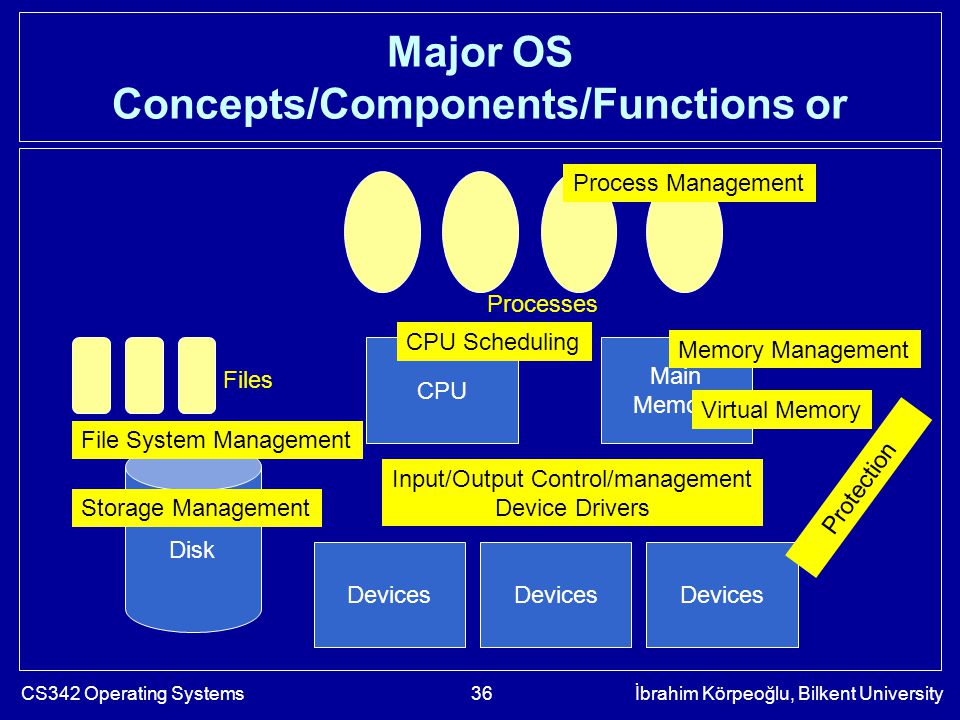 Major OS
Concepts/Components/Functions or
Process Management
Processes
CPU Scheduling
Memory Management
Files
CPU
Main
Virtual Memory
File System Management
Input/Output Control/management
Device Drivers
Protection
Storage Management
Disk
Devices
Devices
Devices
CS342 Operating Systems
36
İbrahim Körpeoğlu, Bilkent University